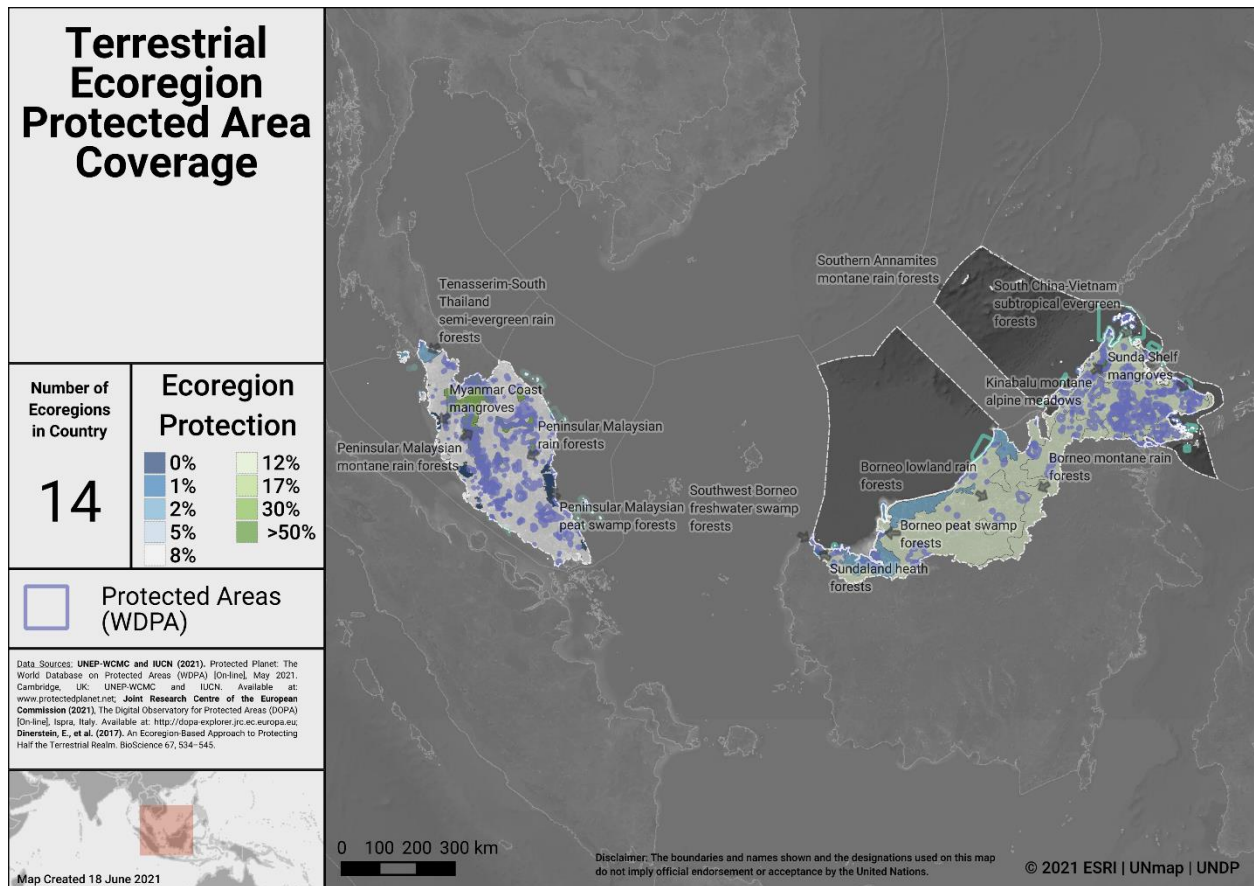 Terrestrial
Ecoregion
Protected Area
Coverage
Number of
Ecoregions
in Country
14
Ecoregion
Protection
0%
1%
2%
5%
8%
12%
17%
30%
>50%
Protected Areas
(WDPA)
Data Sources: UNEP-WCMC and IUCN (2021). Protected Planet: The
World Database on Protected Areas (WDPA) [On-line], May 2021.
Cambridge, UK: UNEP-WCMC and IUCN. Available at:
www.protectedplanet.net; Joint Research Centre of the European
Commission (2021), The Digital Observatory for Protected Areas (DOPA)
[On-line], Ispra, Italy. Available at: http://dopa-explorer.jrc.ec.europa.eu;
Dinerstein, E., et al. (2017). An Ecoregion-Based Approach to Protecting
Half the Terrestrial Realm. BioScience 67, 534–545.
Map Created 18 June 2021
Tenasserim-South
Thailand
semi-evergreen rain
forests
Myanmar Coast
mangroves
Peninsular Malaysian
rain forests
Peninsular Malaysian
montane rain forests
Peninsular Malaysian
peat swamp forests
Southwest Borneo
freshwater swamp
forests
Southern Annamites
montane rain forests
South China-Vietnam
subtropical evergreen
forests
Sunda Shelf
mangroves
Kinabalu montane
alpine meadows
Borneo lowland rain
forests
Borneo montane rain
forests
Borneo peat swamp
forests
Sundaland heath
forests
0 100 200 300 km
Disclaimer: The boundaries and names shown and the designations used on this map
do not imply official endorsement or acceptance by the United Nations.
© 2021 ESRI | UNmap | UNDP